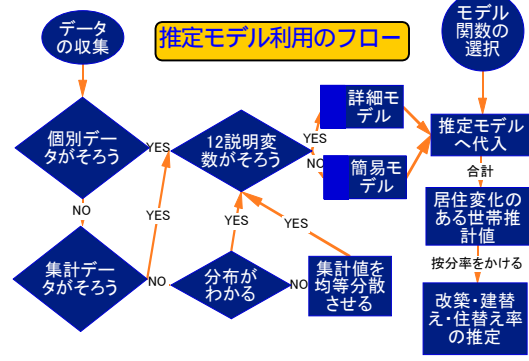 データ
の収集
推定モデル利用のフロー
モデル
関数の
選択
個別デー
タがそろう
YES
12説明変
数がそろう
YES
NO
詳細モ
デル
簡易モ
デル
推定モデル
へ代入
合計
居住変化の
ある世帯推
計値
按分率をかける
改築・建替
え・住替え率
の推定
NO
集計デー
タがそろう
YES
NO
分布が
わかる
YES
NO
集計値を
均等分散
させる
YES